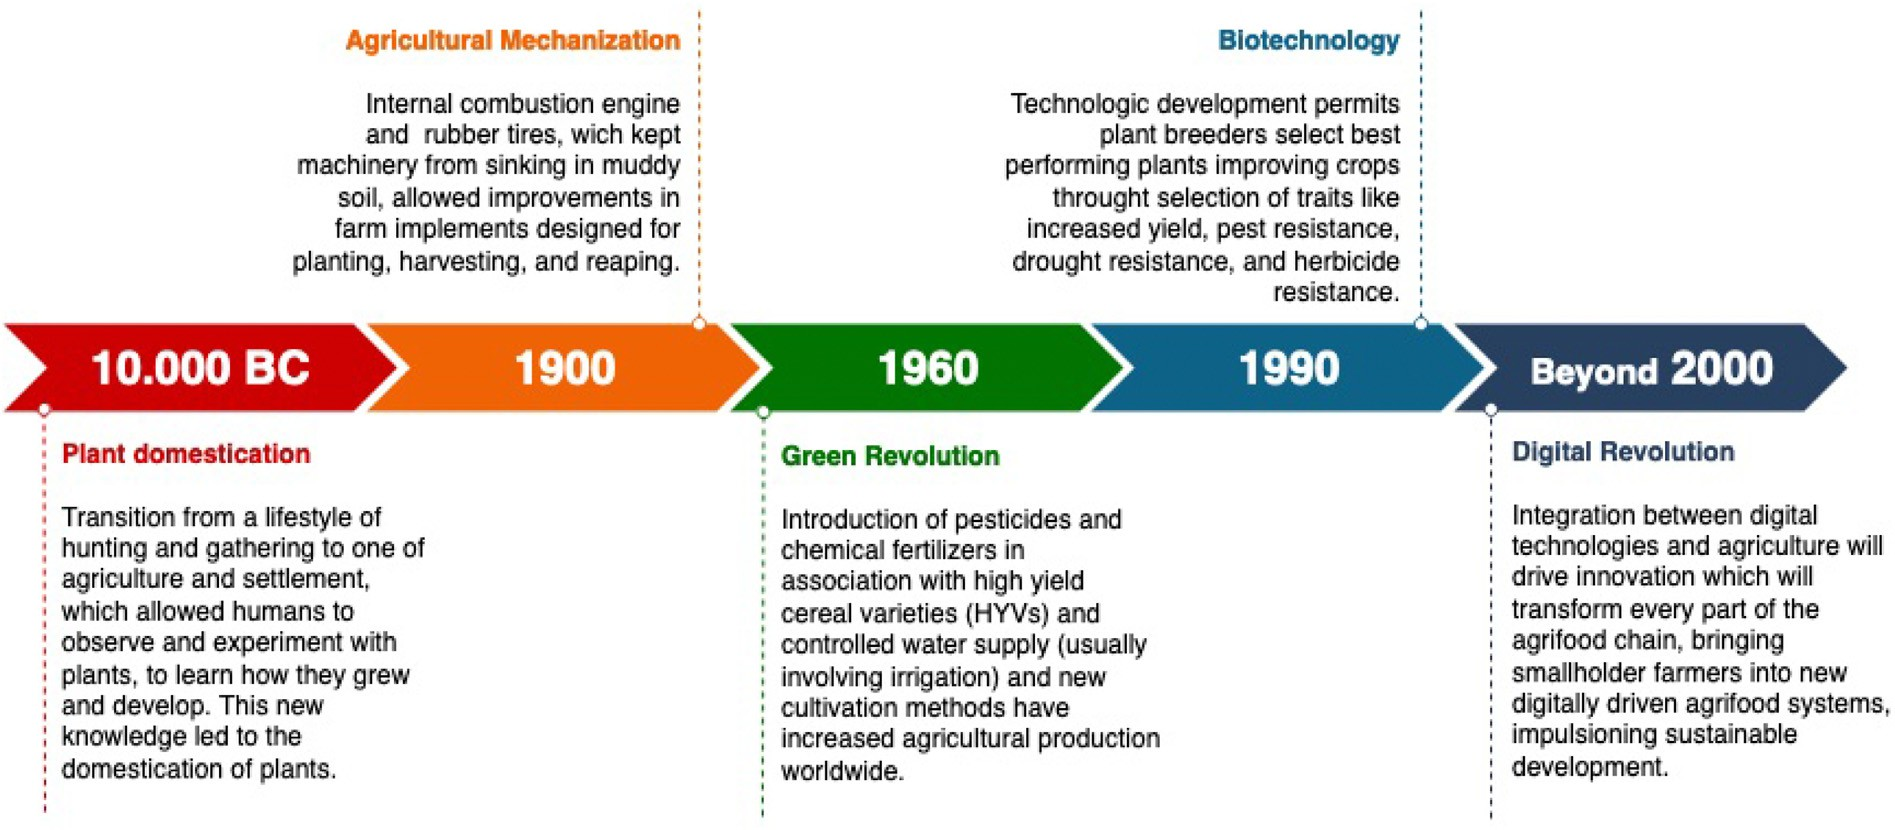 Agricultural Mechanization
Internal combustion engine
and rubber tires, wich kept
machinery from sinking in muddy
soil, allowed improvements in
farm implements designed for
planting, harvesting, and reaping.
Biotechnology
Technologic development permits
plant breeders select best
performing plants improving crops
throught selection of traits like
increased yield, pest resistance,
drought resistance, and herbicide
resistance.
10.000 BC
1900
1960
1990
Beyond 2000
Plant domestication
Transition from a lifestyle of
hunting and gathering to one of
agriculture and settlement,
which allowed humans to
observe and experiment with
plants, to learn how they grew
and develop. This new
knowledge led to the
domestication of plants.
Green Revolution
Introduction of pesticides and
chemical fertilizers in
association with high yield
cereal varieties (HYVs) and
controlled water supply (usually
involving irrigation) and new
cultivation methods have
increased agricultural production
worldwide.
Digital Revolution
Integration between digital
technologies and agriculture will
drive innovation which will
transform every part of the
agrifood chain, bringing
smallholder farmers into new
digitally driven agrifood systems,
impulsioning sustainable
development.